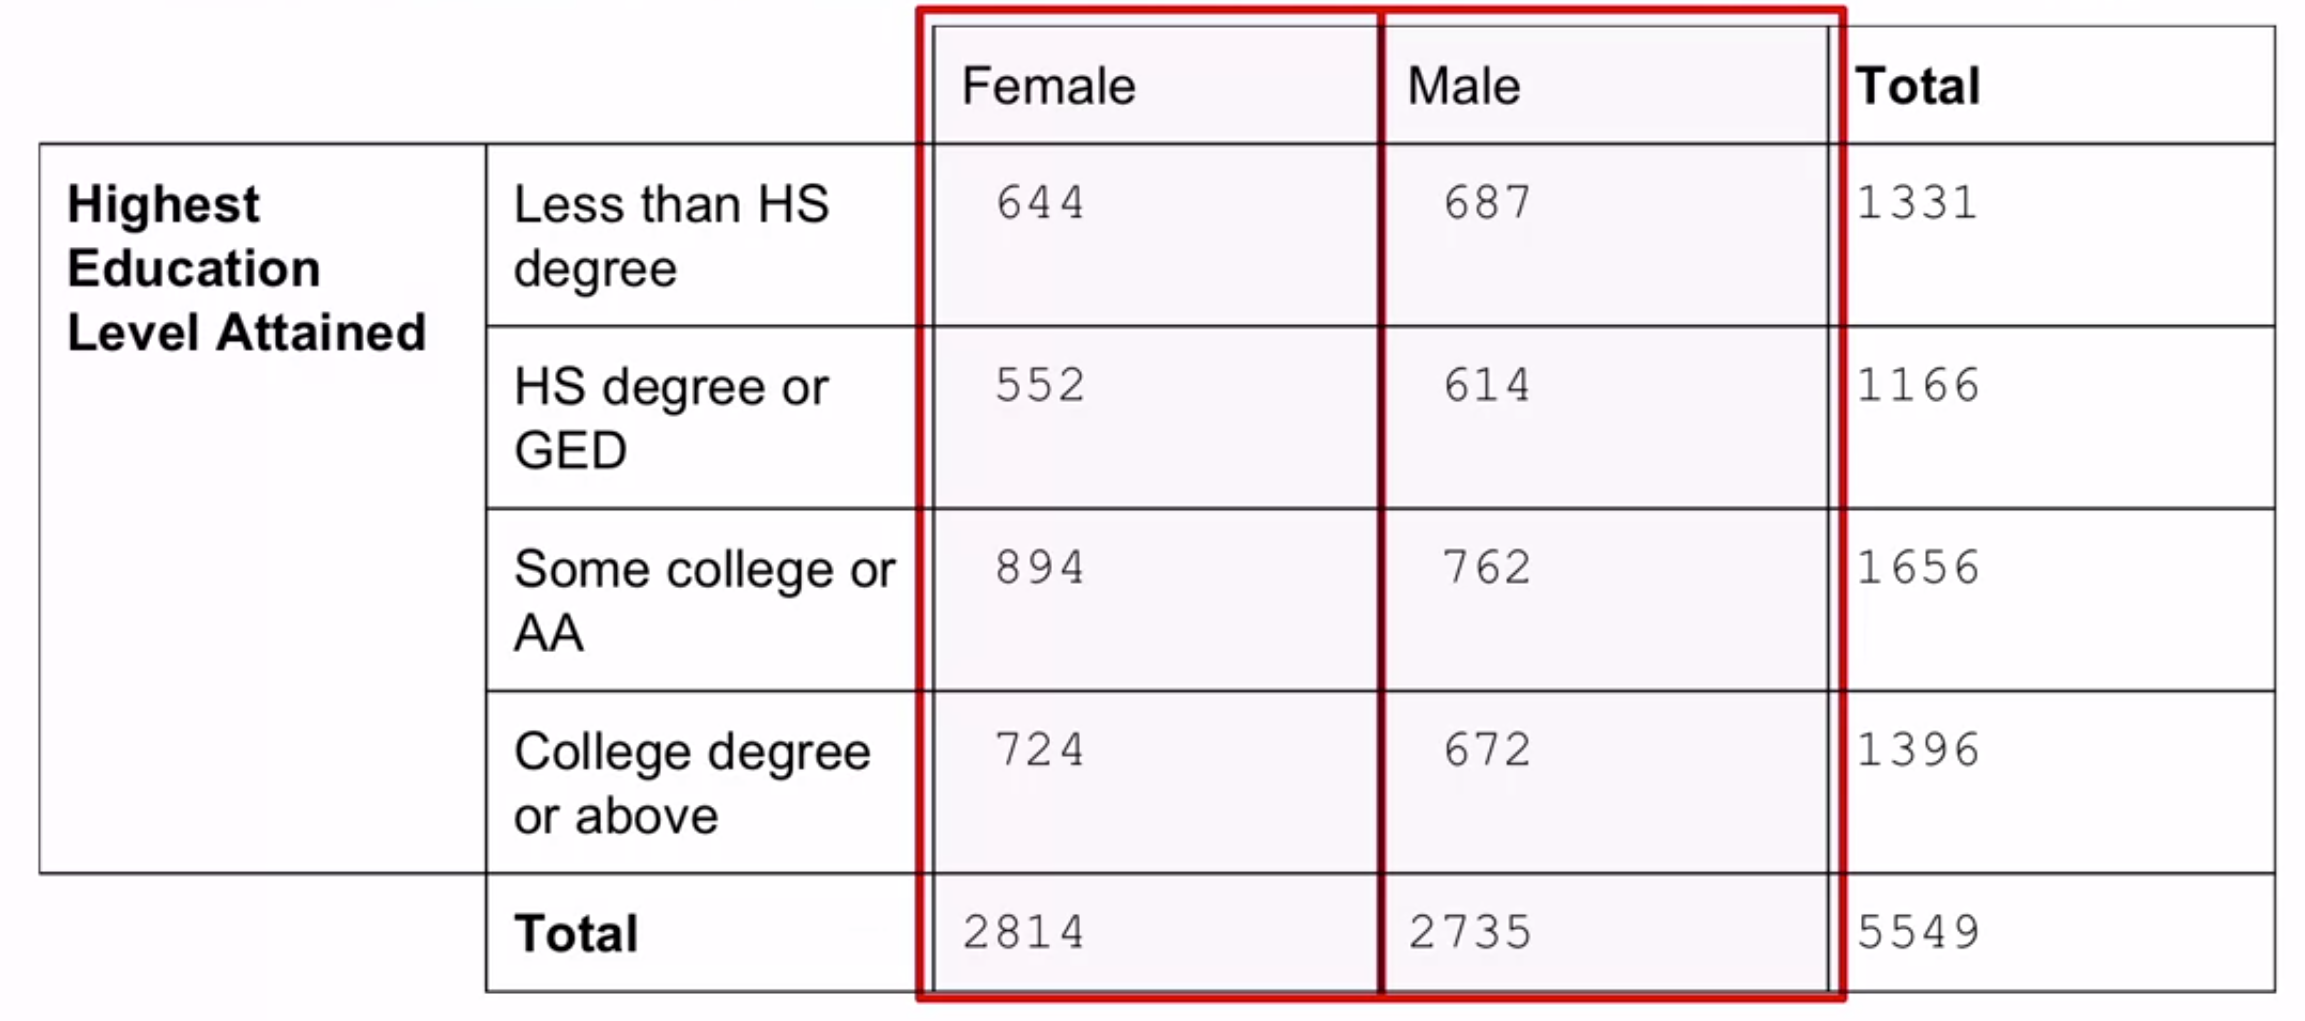 Female Male Total
Highest
Education
Level Attained
Less than HS
degree
644 687 1331
HS degree or
GED
552 614 1166
Some college or
AA
894 762 1656
College degree
or above
724 672 1396
Total 2814 2735 5549